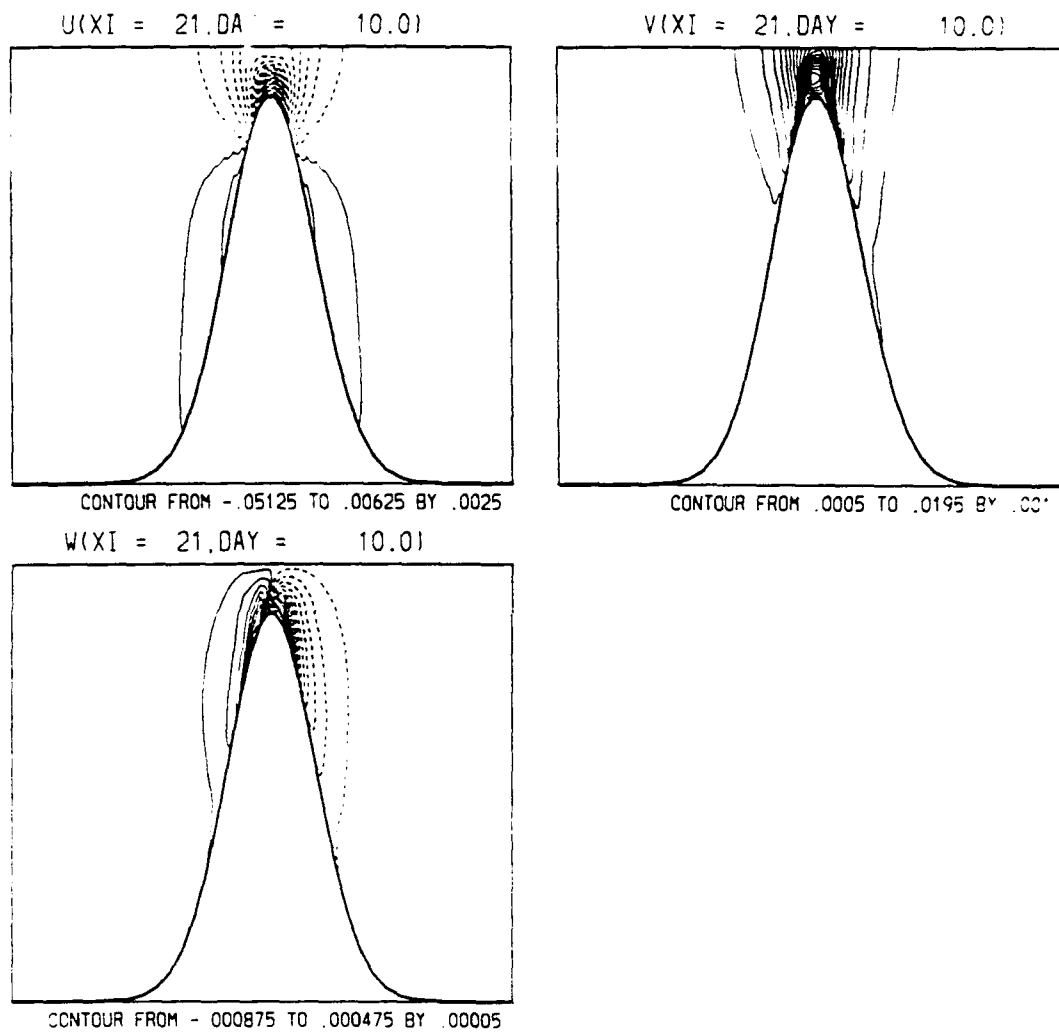 U(XI = 21,DA = 10.0)
V(XI = 21,DAY = 10.0)
CONTOUR FROM -.05125 TO .00625 BY .0025
CONTOUR FROM .0005 TO .0195 BY
W(XI = 21,DAY = 10.0)
CONTOUR FROM - 000875 TO .000475 BY .00005